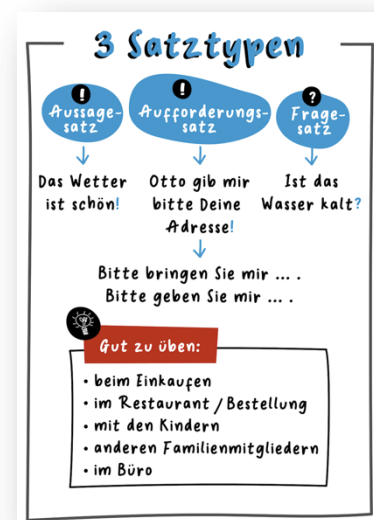 3 Satztypen
! ! ?
Aussage- Aufforderungs- Frage-
satz satz satz
Das Wetter Otto gib mir Ist das
ist schön! bitte Deine Wasser kalt?
Adresse!
Bitte bringen Sie mir ... .
Bitte geben Sie mir ... .
Gut zu üben:
• beim Einkaufen
• im Restaurant / Bestellung
• mit den Kindern
• anderen Familienmitgliedern
• im Büro